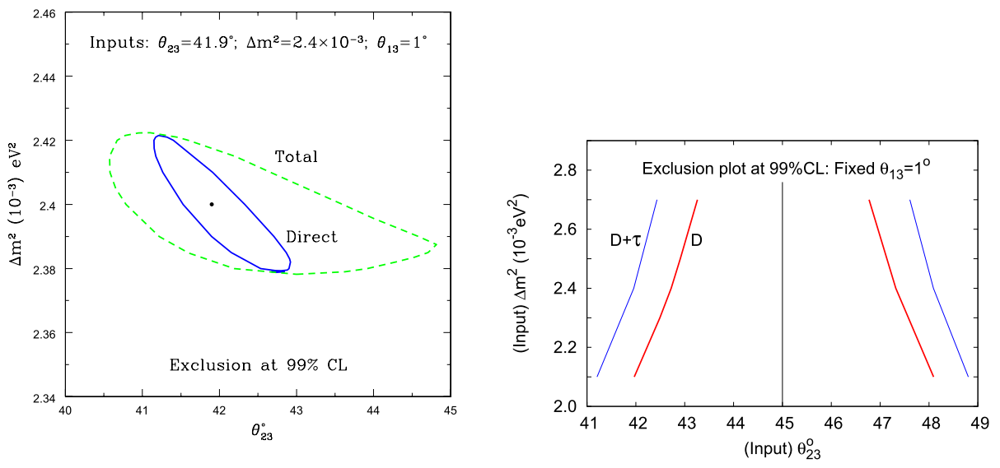 2.46
2.44
2.42
2.4
2.38
2.36
2.34
Δm² (10⁻³) eV²
Inputs: θ₂₃=41.9°; Δm²=2.4×10⁻³; θ₁₃=1°
Total
Direct
Exclusion at 99% CL
40 41 42 43 44 45
θ₂₃°
2.8
2.6
2.4
2.2
2.0
(Input) Δm² (10⁻³eV²)
Exclusion plot at 99%CL: Fixed θ₁₃=1º
D+τ D
41 42 43 44 45 46 47 48 49
(Input) θ₂₃º